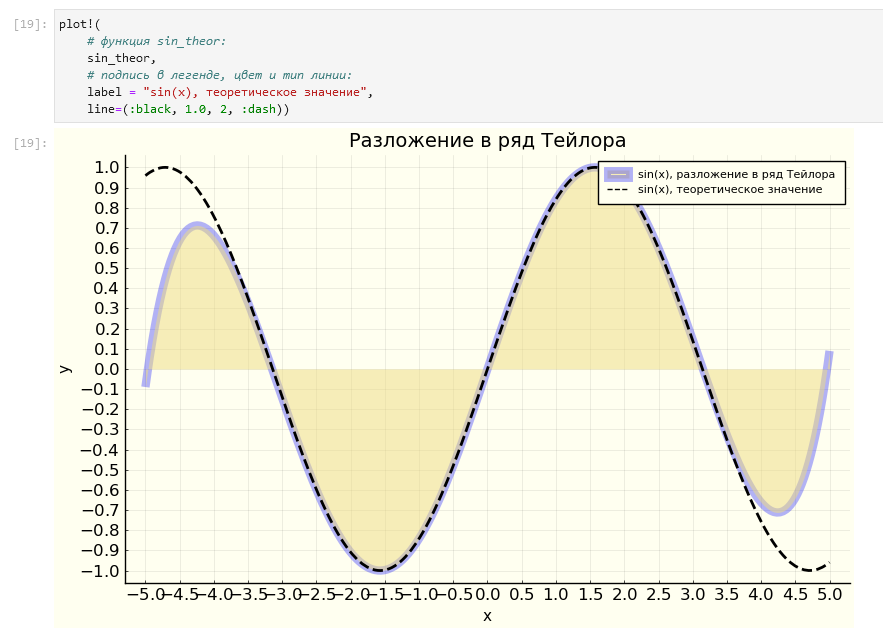 [19]: plot!(
# функция sin_theor:
sin_theor,
# подпись в легенде, цвет и тип линии:
label = "sin(x), теоретическое значение",
line=(:black, 1.0, 2, :dash))
[19]:
Разложение в ряд Тейлора
sin(x), разложение в ряд Тейлора
sin(x), теоретическое значение
1.0
0.9
0.8
0.7
0.6
0.5
0.4
0.3
0.2
0.1
0.0
−0.1
−0.2
−0.3
−0.4
−0.5
−0.6
−0.7
−0.8
−0.9
−1.0
y
−5.0 −4.5 −4.0 −3.5 −3.0 −2.5 −2.0 −1.5 −1.0 −0.5 0.0 0.5 1.0 1.5 2.0 2.5 3.0 3.5 4.0 4.5 5.0
x